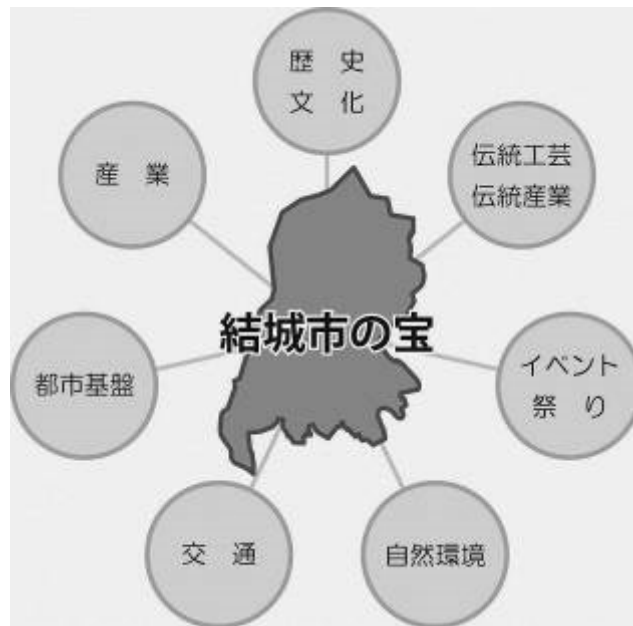 歴 史
文 化
伝統工芸
伝統産業
イベント
祭 り
自然環境
交 通
都市基盤
産 業
結城市の宝